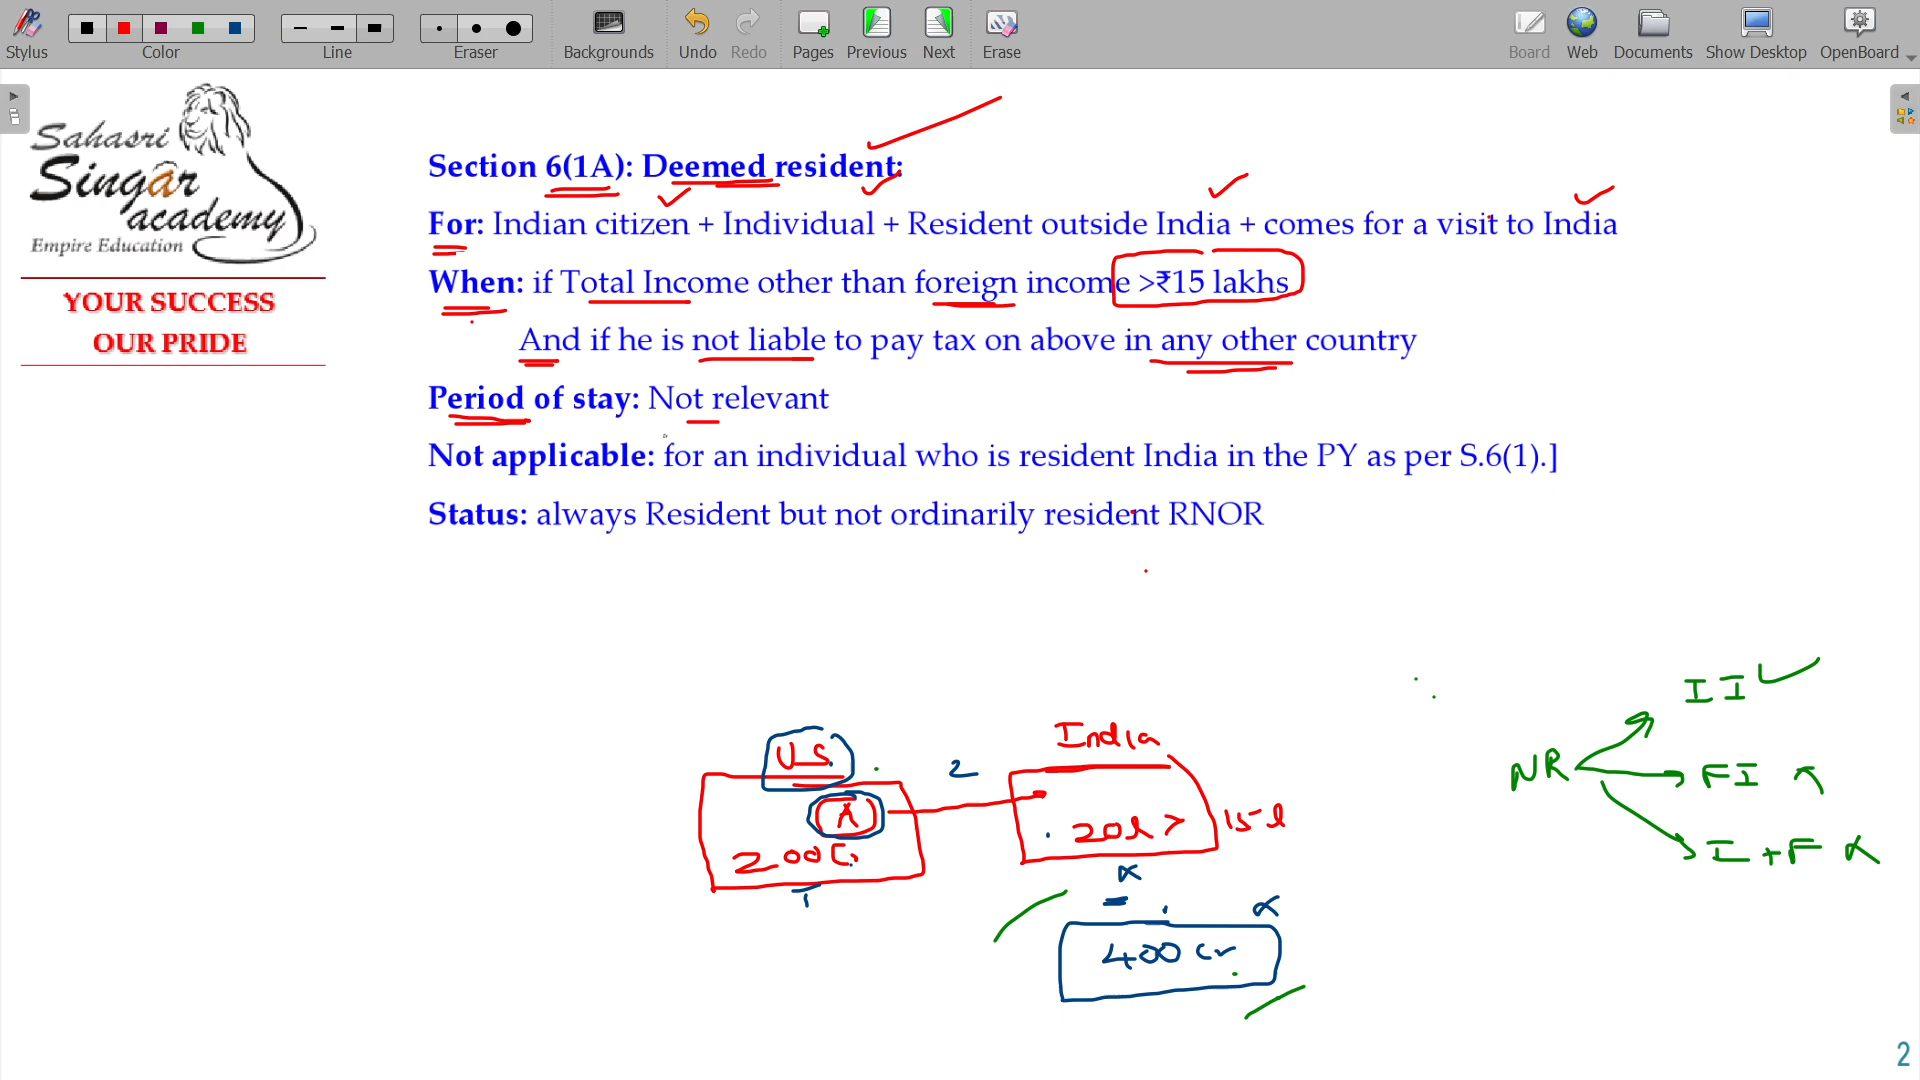 Stylus Color Line Eraser Backgrounds Undo Redo Pages Previous Next Erase Board Web Documents Show Desktop OpenBoard
Sahasri
Singar
academy
Empire Education
YOUR SUCCESS
OUR PRIDE
Section 6(1A): Deemed resident:
For: Indian citizen + Individual + Resident outside India + comes for a visit to India
When: if Total Income other than foreign income >₹15 lakhs
And if he is not liable to pay tax on above in any other country
Period of stay: Not relevant
Not applicable: for an individual who is resident India in the PY as per S.6(1).]
Status: always Resident but not ordinarily resident RNOR
U.S.
A
200Cr
2
India
20l > 15l
400 cr
NR
I I
F I
I + F
2